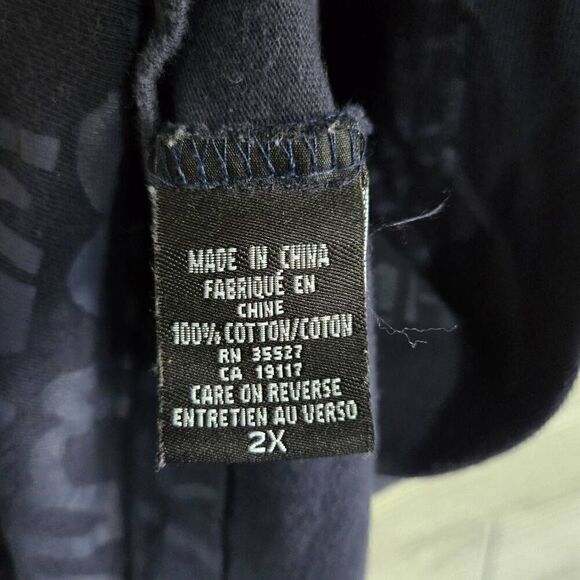 MADE IN CHINA
FABRIQUÉ EN
CHINE
100% COTTON/COTON
RN 35527
CA 19117
CARE ON REVERSE
ENTRETIEN AU VERSO
2X